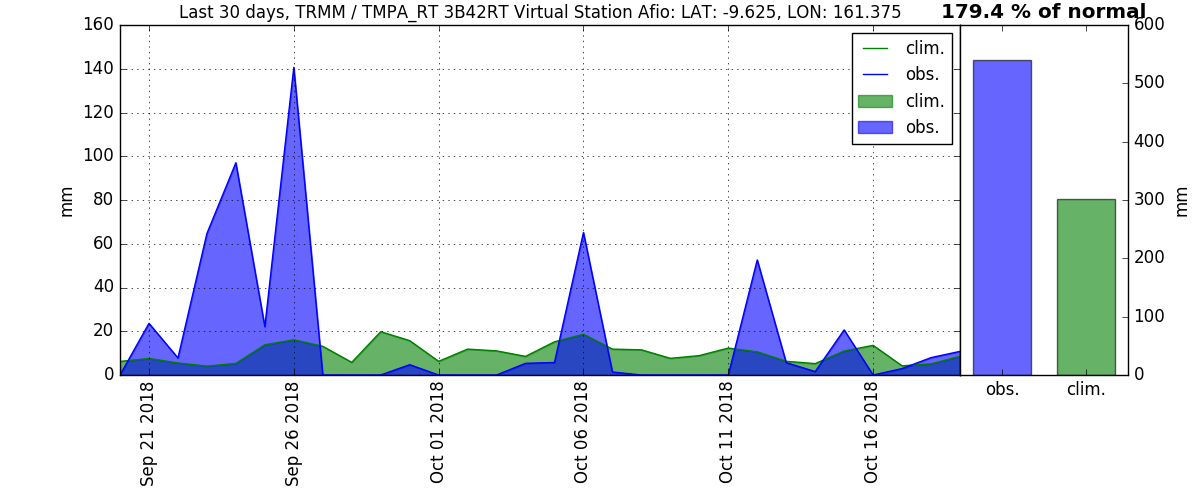 Last 30 days, TRMM / TMPA_RT 3B42RT Virtual Station Afio: LAT: -9.625, LON: 161.375
179.4 % of normal
160
140
120
100
80
60
40
20
0
mm
clim.
obs.
clim.
obs.
Sep 21 2018
Sep 26 2018
Oct 01 2018
Oct 06 2018
Oct 11 2018
Oct 16 2018
600
500
400
300
200
100
0
mm
obs.
clim.